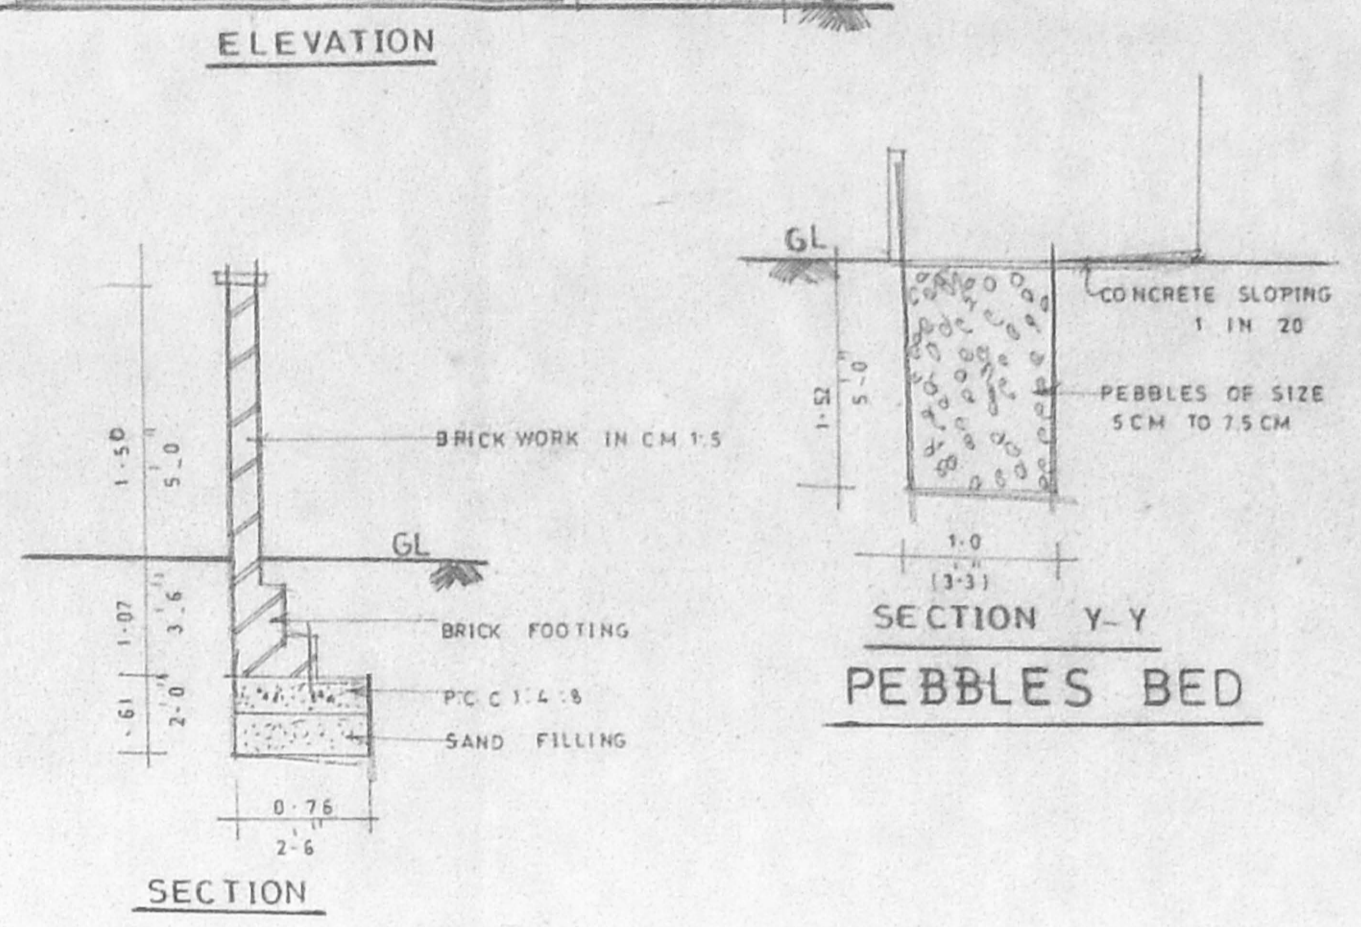 ELEVATION
GL
CONCRETE SLOPING
1 IN 20
1.52
5'-0"
PEBBLES OF SIZE
5 CM TO 7.5 CM
1.0
(3'-3")
SECTION Y-Y
PEBBLES BED
1.50
5'-0"
BRICK WORK IN CM 1:5
GL
1.07
3'-6"
BRICK FOOTING
.61
2'-0"
P.C.C 1:4:8
SAND FILLING
0.76
2'-6"
SECTION